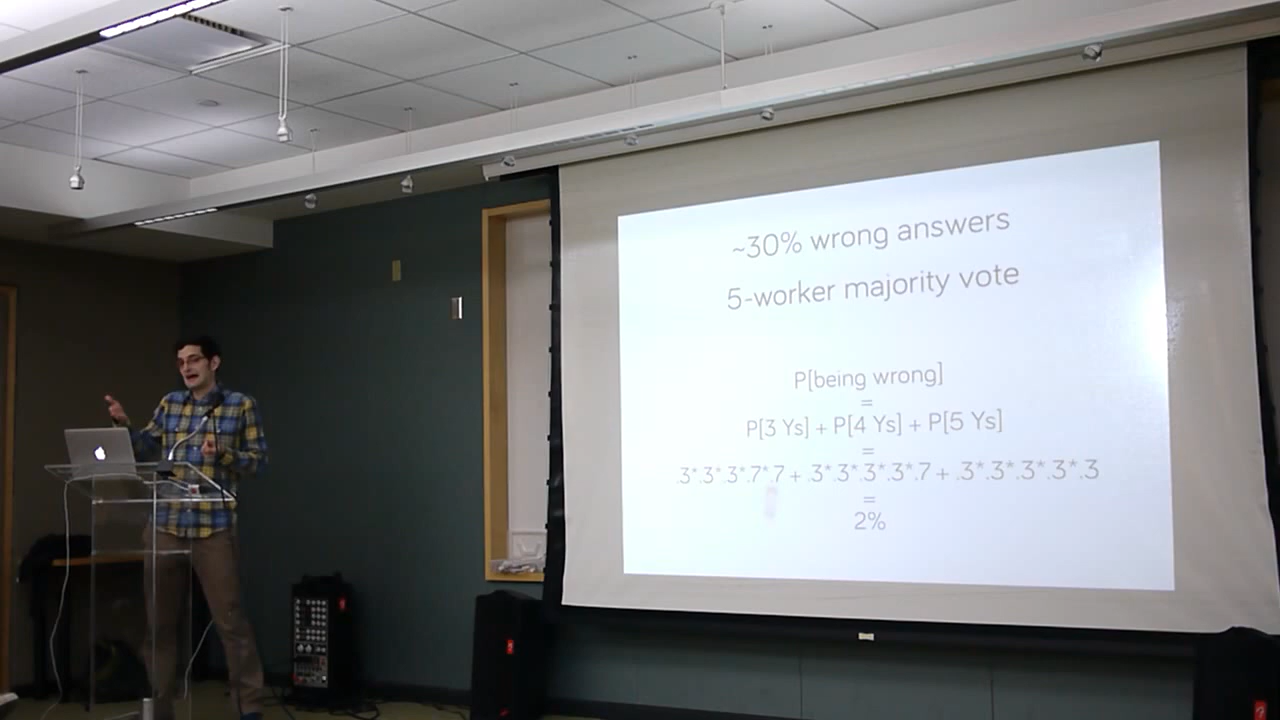 ~30% wrong answers
5-worker majority vote
P[being wrong]
=
P[3 Ys] + P[4 Ys] + P[5 Ys]
=
.3*.3*.3*.7*.7 + .3*.3*.3*.3*.7 + .3*.3*.3*.3*.3
=
2%